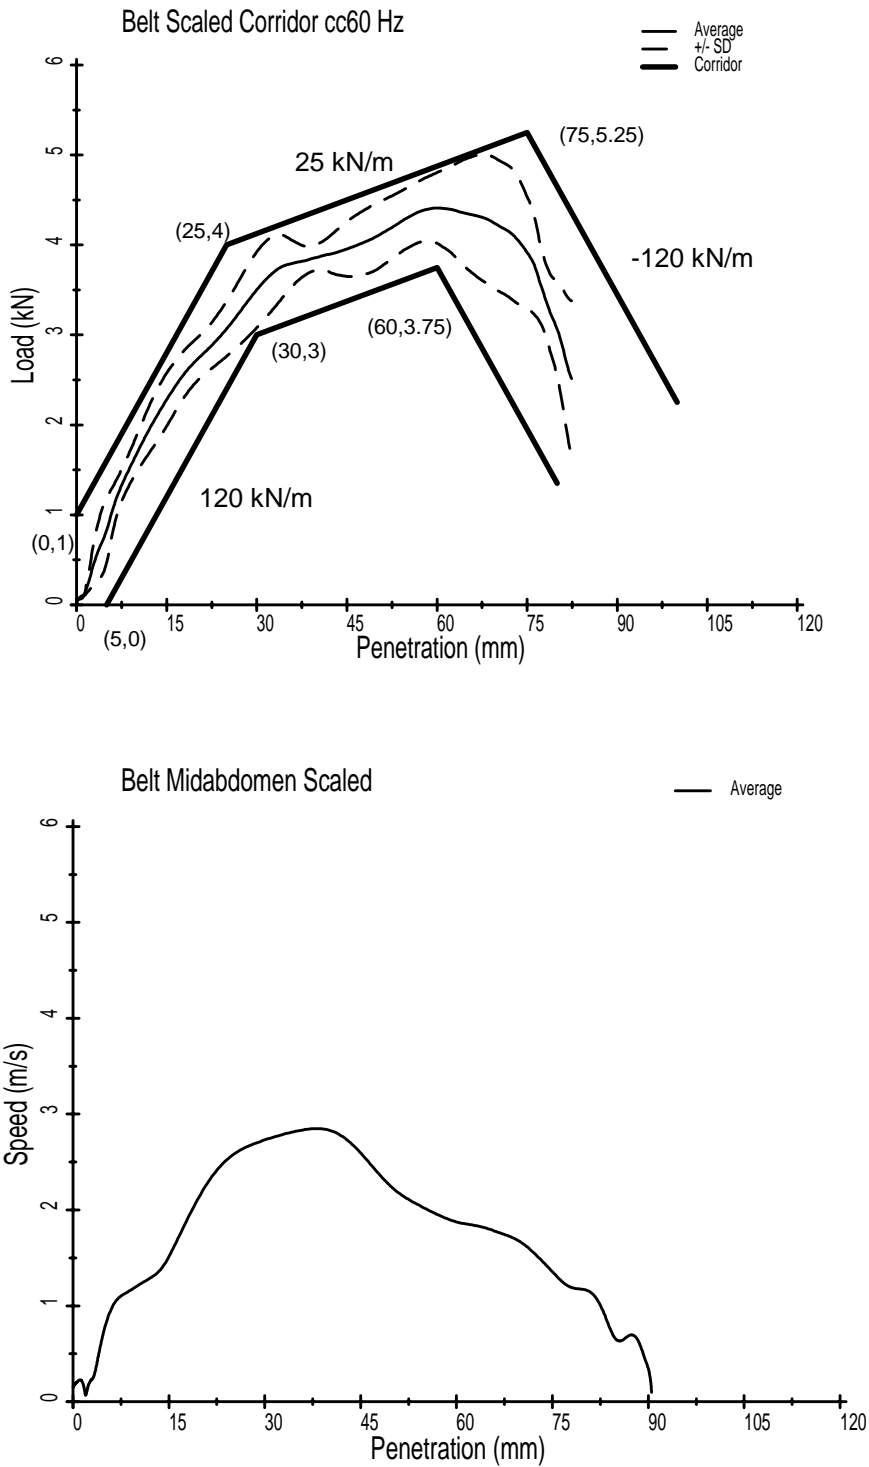 Belt Scaled Corridor cc60 Hz
Average
+/- SD
Corridor
6
5
4
3
2
1
0
Load (kN)
(75,5.25)
25 kN/m
(25,4)
-120 kN/m
(60,3.75)
(30,3)
120 kN/m
(0,1)
(5,0)
0 15 30 45 60 75 90 105 120
Penetration (mm)
Belt Midabdomen Scaled
Average
6
5
4
3
2
1
0
Speed (m/s)
0 15 30 45 60 75 90 105 120
Penetration (mm)